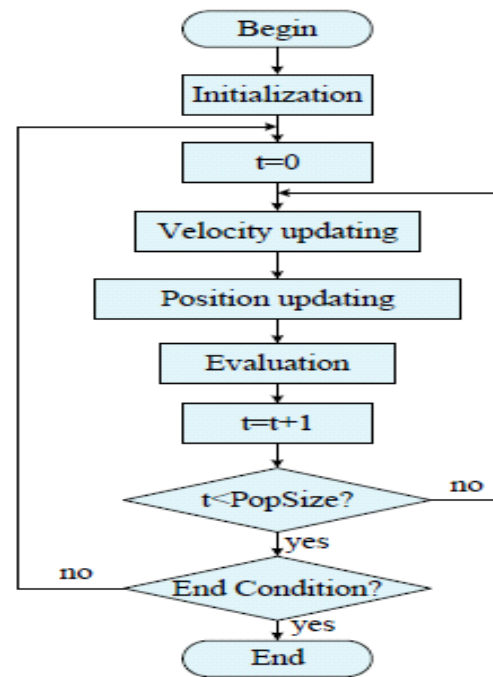 Begin
Initialization
t=0
Velocity updating
Position updating
Evaluation
t=t+1
t<PopSize?
no
yes
no
End Condition?
yes
End